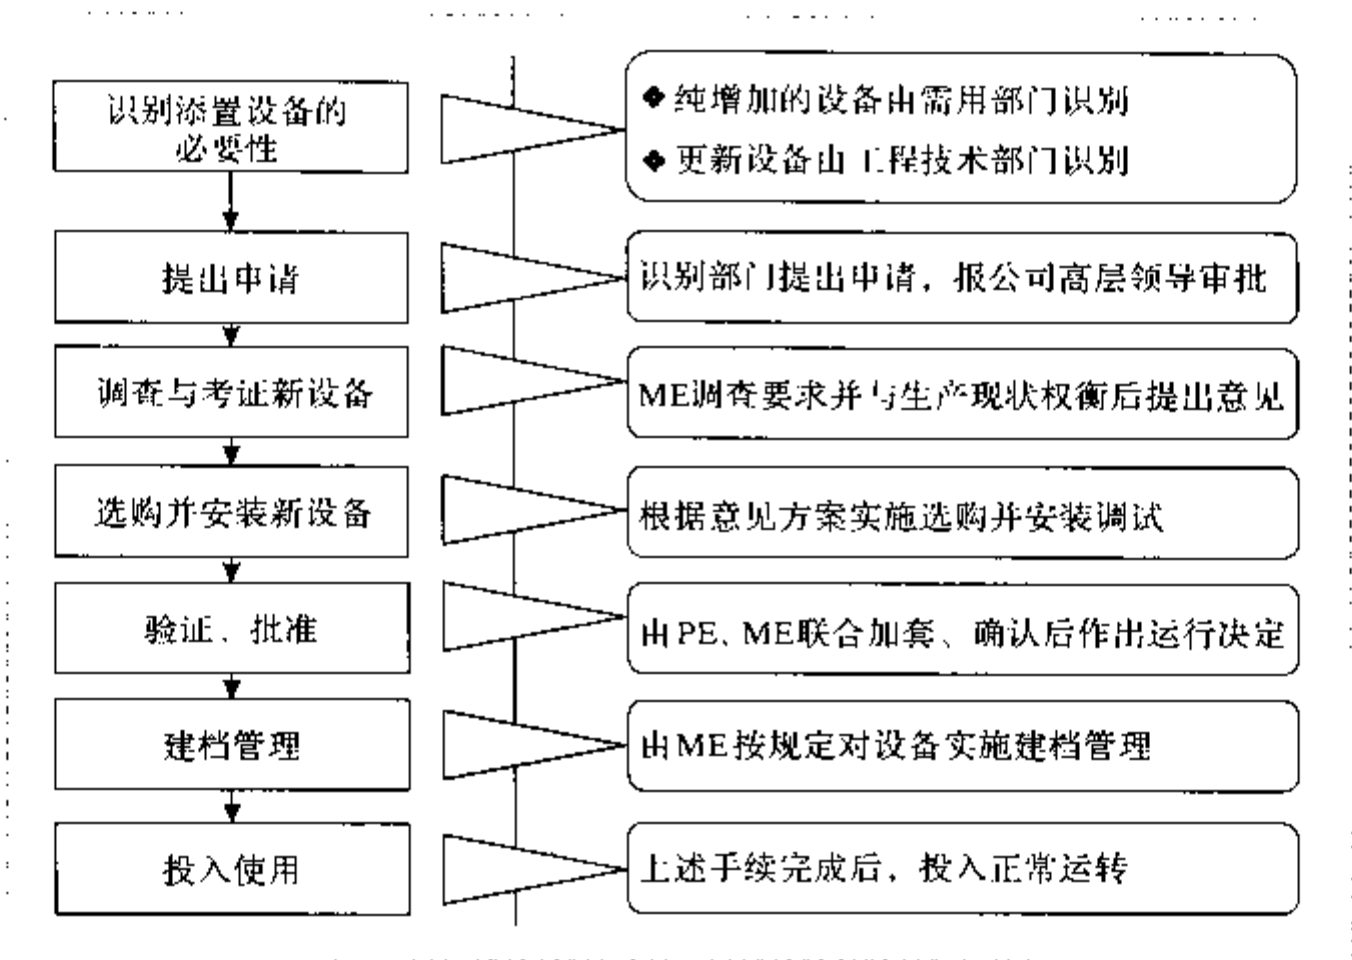 识别添置设备的
必要性
◆纯增加的设备由需用部门识别
◆更新设备由工程技术部门识别
提出申请
识别部门提出申请，报公司高层领导审批
调查与考证新设备
ME调查要求并与生产现状权衡后提出意见
选购并安装新设备
根据意见方案实施选购并安装调试
验证、批准
由PE、ME联合加套、确认后作出运行决定
建档管理
由ME按规定对设备实施建档管理
投入使用
上述手续完成后，投入正常运转